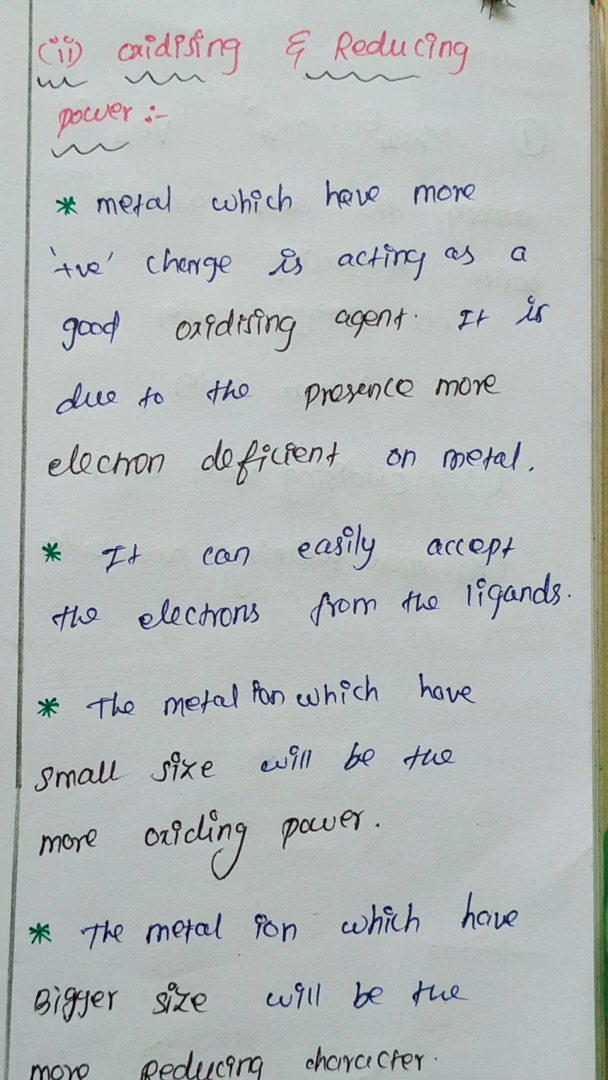 (ii) oxidising & Reducing
power :-
* metal which have more
'+ve' charge is acting as a
good oxidising agent. It is
due to the presence more
electron deficient on metal.
* It can easily accept
the electrons from the ligands.
* The metal ion which have
small size will be the
more oxiding power.
* The metal ion which have
Bigger size will be the
more Reducing character.